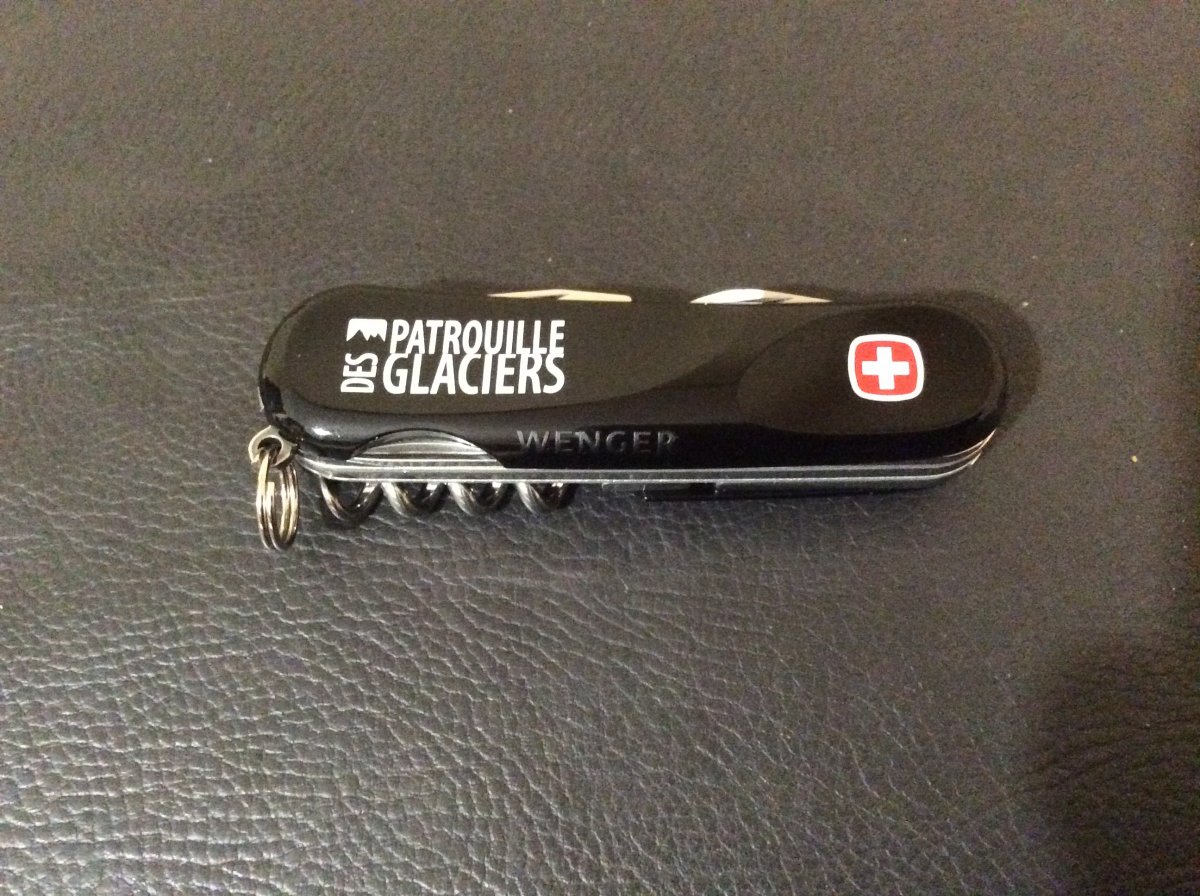 PATROUILLE
DES GLACIERS
WENGER